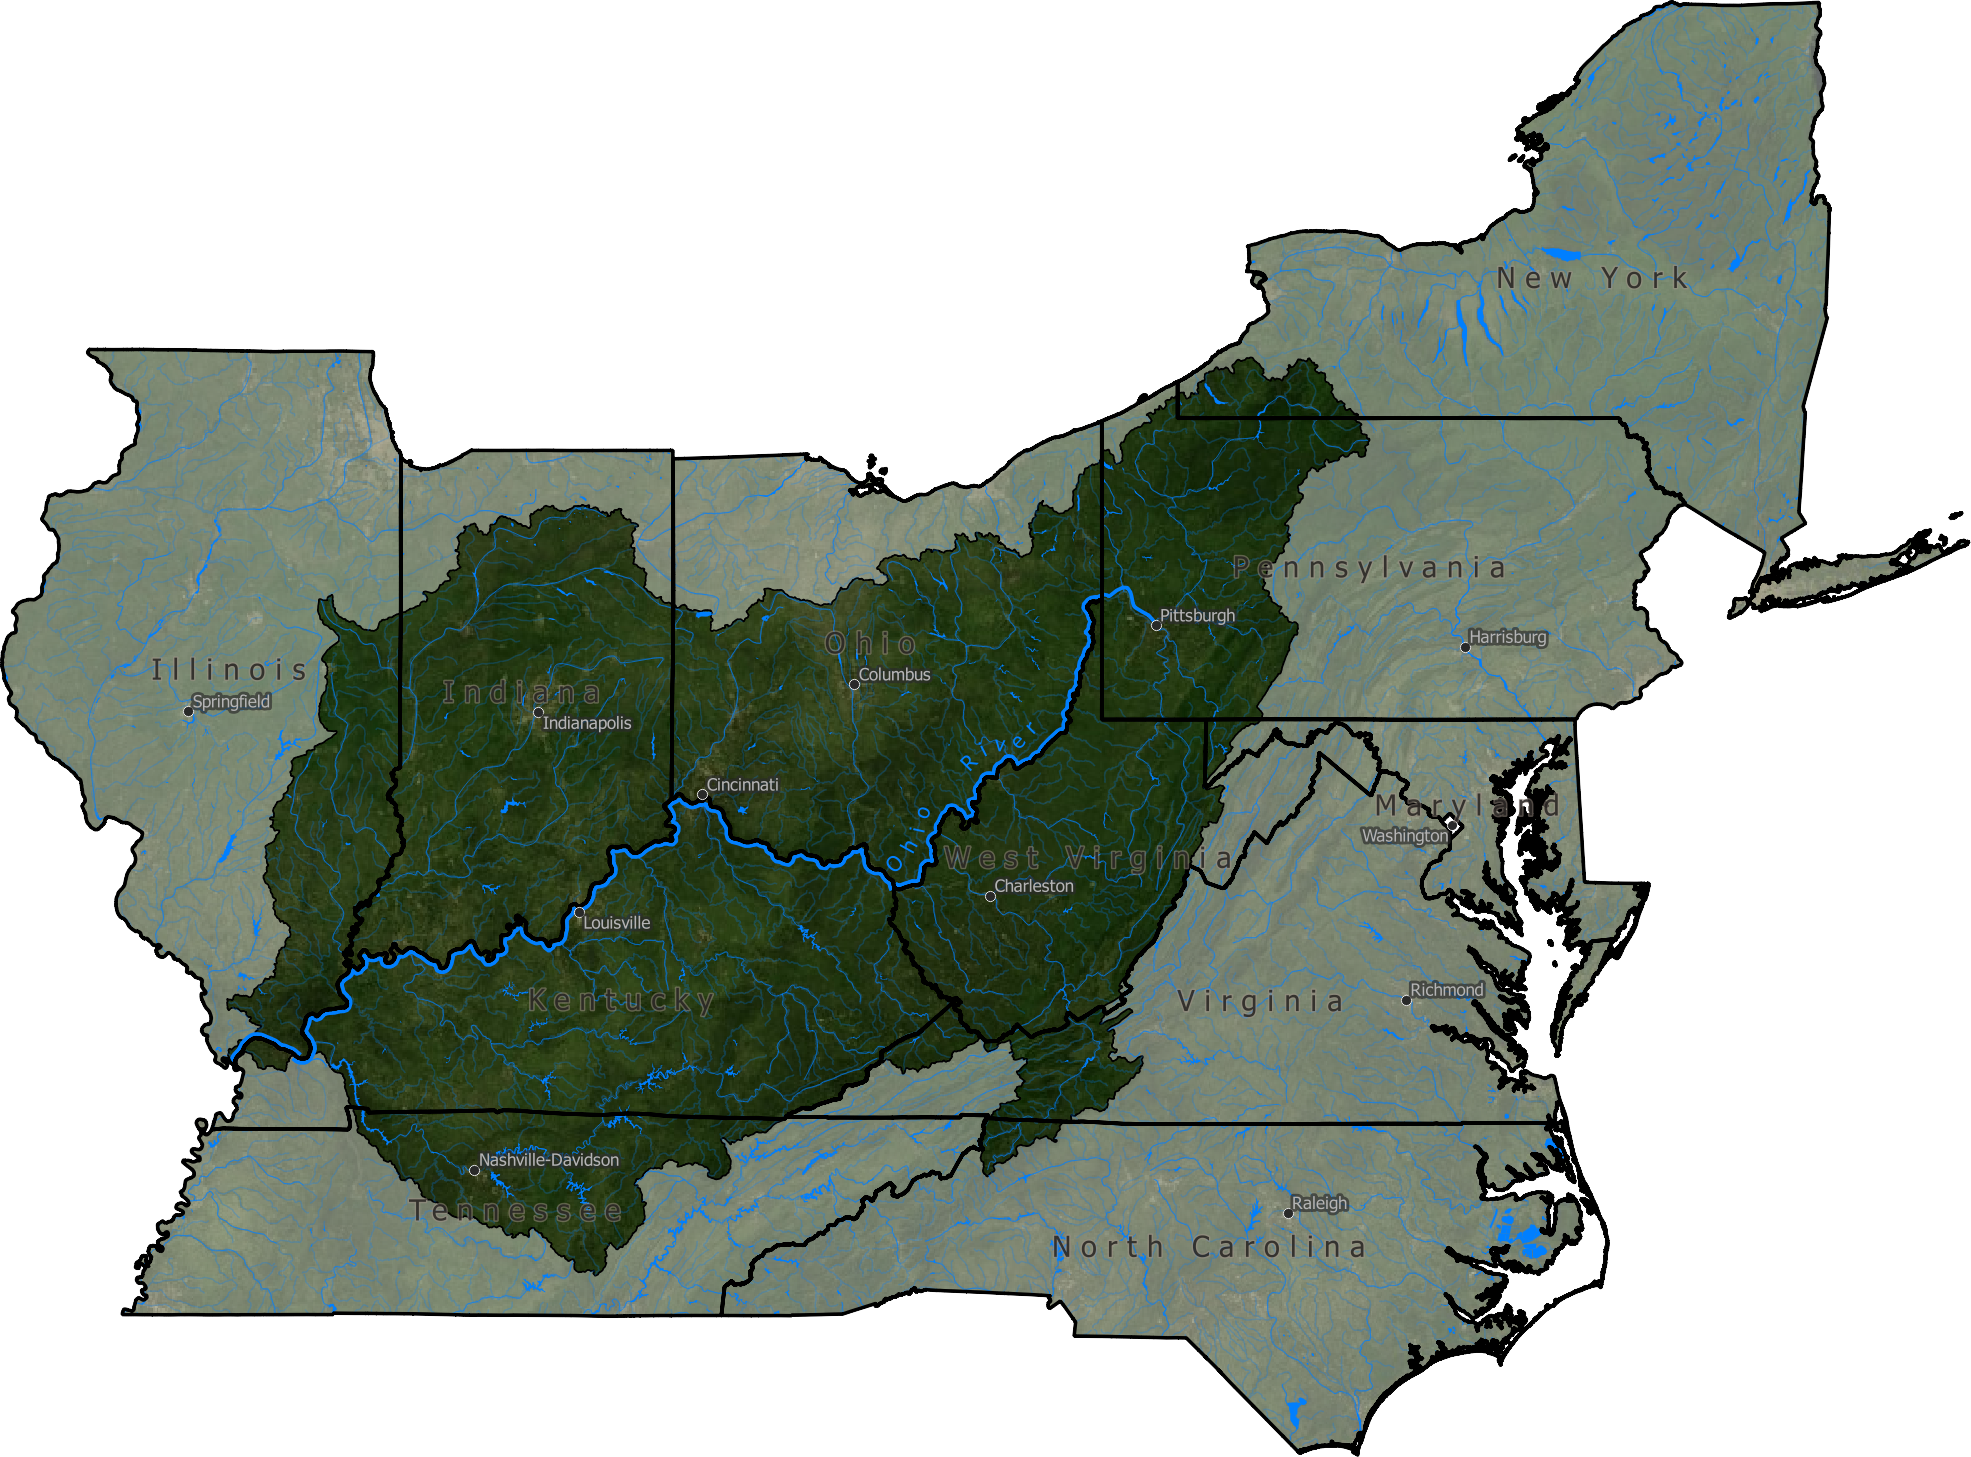 New York
Pennsylvania
Pittsburgh
Harrisburg
Ohio
Columbus
Illinois
Springfield
Indiana
Indianapolis
Ohio River
Cincinnati
Maryland
Washington
West Virginia
Charleston
Louisville
Kentucky
Virginia
Richmond
Nashville-Davidson
Tennessee
Raleigh
North Carolina